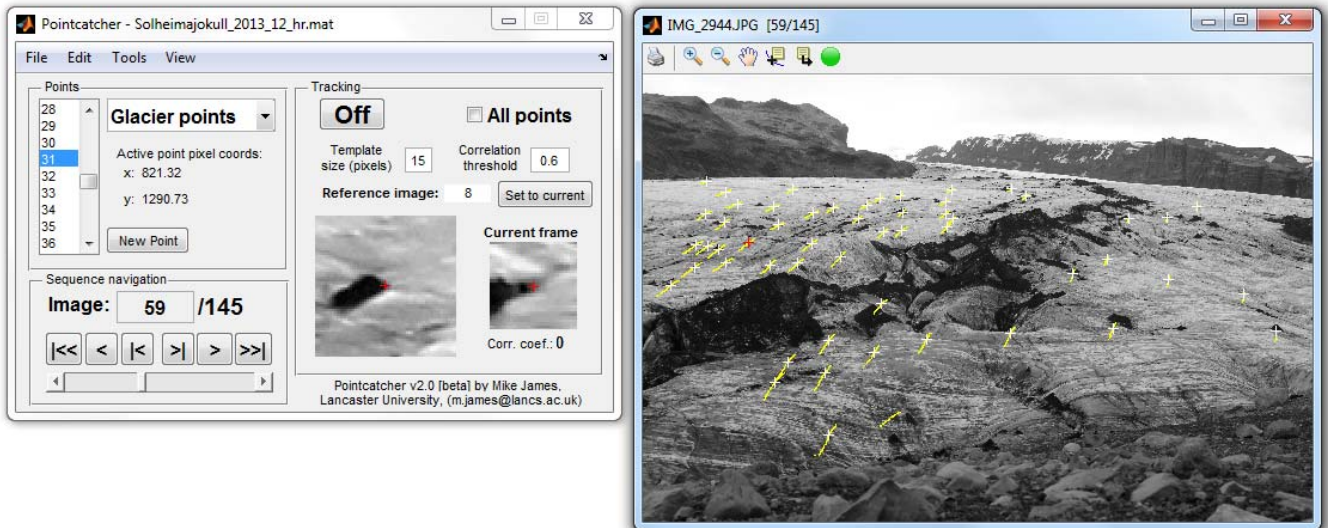 Pointcatcher - Solheimajokull_2013_12_hr.mat
File Edit Tools View
Points
28
29
30
31
32
33
34
35
36
Glacier points
Active point pixel coords:
x: 821.32
y: 1290.73
New Point
Sequence navigation
Image: 59 /145
|<< < |< >| > >>|
Tracking
Off
All points
Template
size (pixels) 15
Correlation
threshold 0.6
Reference image: 8 Set to current
Current frame
Corr. coef.: 0
Pointcatcher v2.0 [beta] by Mike James,
Lancaster University, (m.james@lancs.ac.uk)
IMG_2944.JPG [59/145]